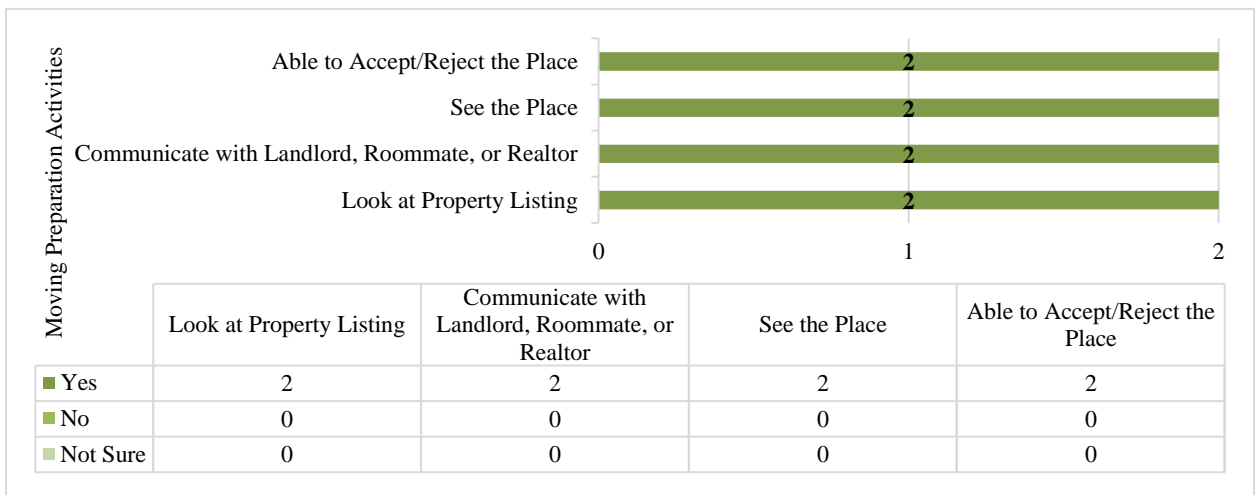 Moving Preparation Activities
Able to Accept/Reject the Place
2
See the Place
2
Communicate with Landlord, Roommate, or Realtor
2
Look at Property Listing
2
0 1 2
Look at Property Listing
Communicate with
Landlord, Roommate, or
Realtor
See the Place
Able to Accept/Reject the
Place
Yes 2 2 2 2
No 0 0 0 0
Not Sure 0 0 0 0